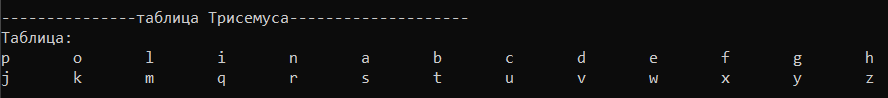 ---------------таблица Трисемуса--------------------
Таблица:
p o l i n a b c d e f g h
j k m q r s t u v w x y z